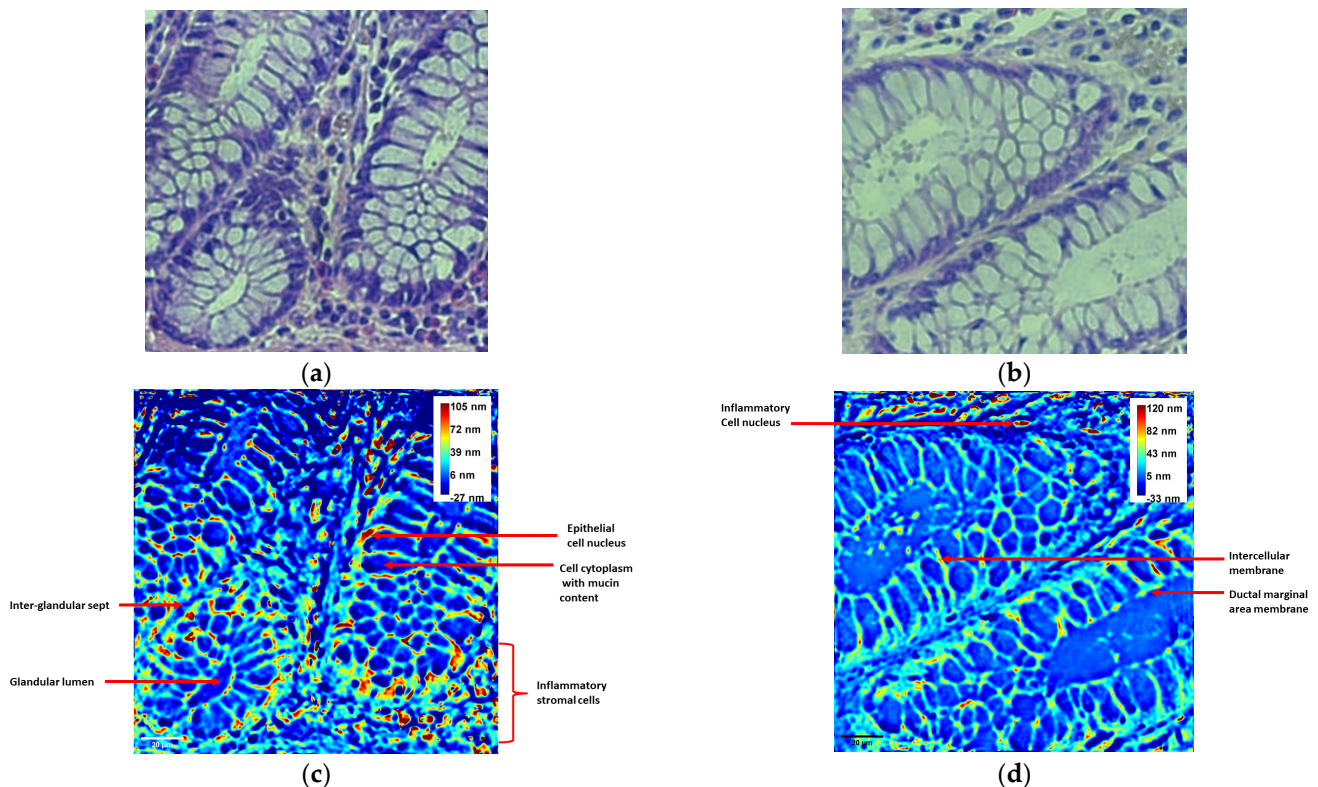 (a)
(b)
105 nm
72 nm
39 nm
6 nm
-27 nm
Epithelial
cell nucleus
Cell cytoplasm
with mucin
content
Inter-glandular sept
Glandular lumen
Inflammatory
stromal cells
20 µm
(c)
Inflammatory
Cell nucleus
120 nm
82 nm
43 nm
5 nm
-33 nm
Intercellular
membrane
Ductal marginal
area membrane
20 µm
(d)